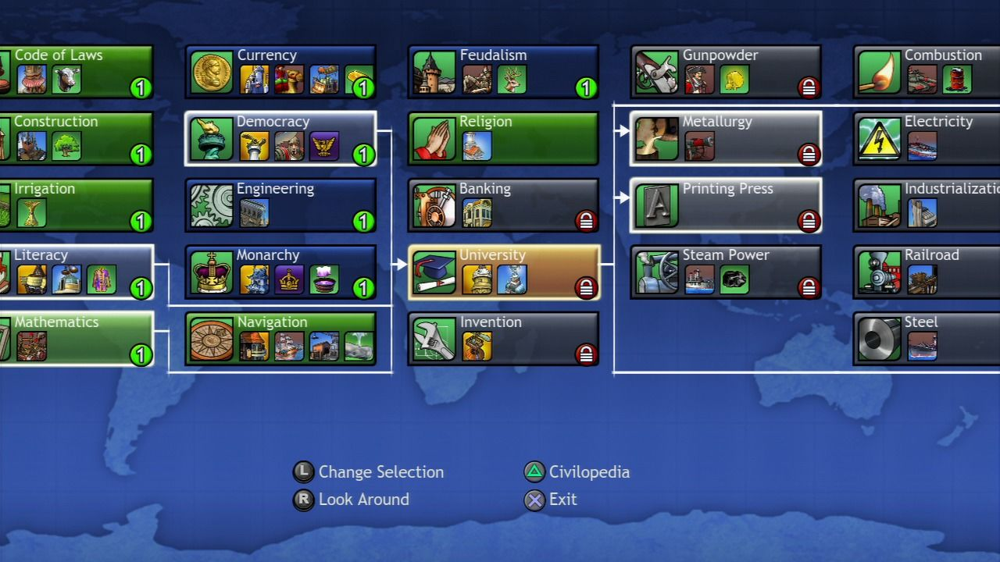 Code of Laws
Currency
Feudalism
Gunpowder
Combustion
1
1
1
Construction
Democracy
Religion
Metallurgy
Electricity
1
1
Irrigation
Engineering
Banking
Printing Press
Industrializatio
A
1
1
Literacy
Monarchy
University
Steam Power
Railroad
1
1
Mathematics
Navigation
Invention
Steel
1
L Change Selection
Civilopedia
R Look Around
Exit